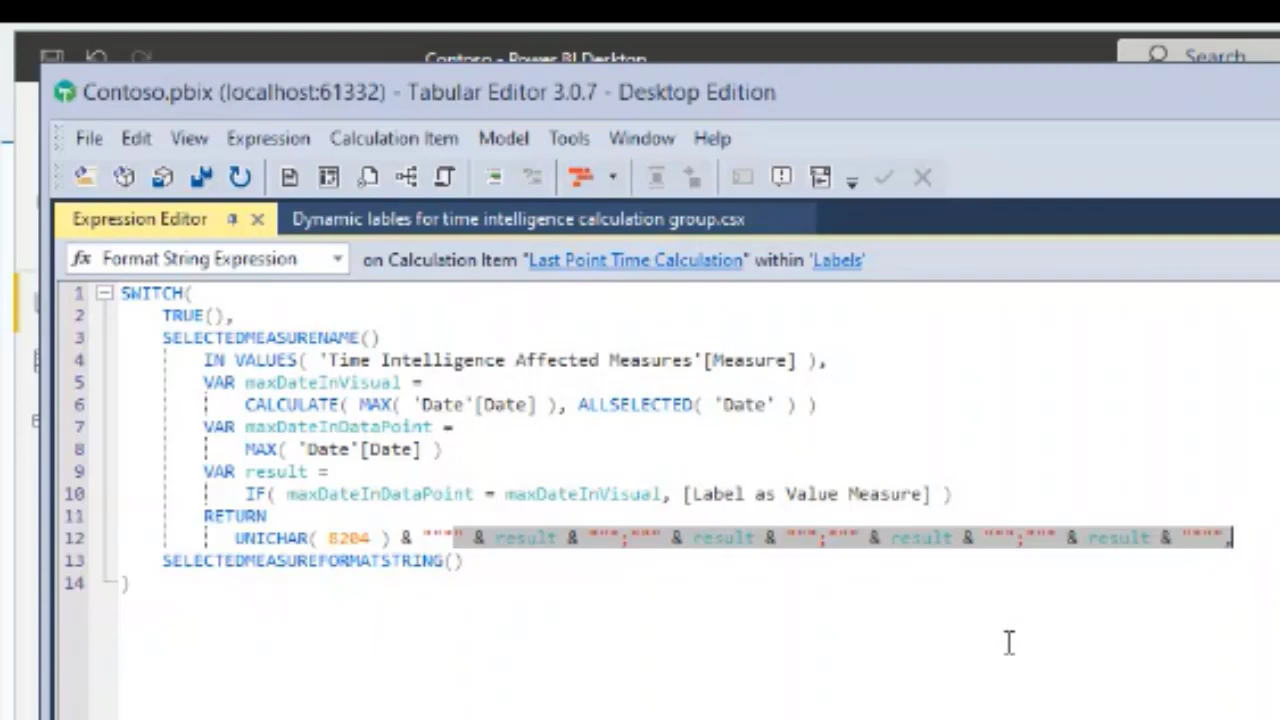 Contoso - Power BI Desktop
Search
Contoso.pbix (localhost:61332) - Tabular Editor 3.0.7 - Desktop Edition
File Edit View Expression Calculation Item Model Tools Window Help
Expression Editor Dynamic lables for time intelligence calculation group.csx
fx Format String Expression on Calculation Item "Last Point Time Calculation" within 'Labels'
1 SWITCH(
2 TRUE(),
3 SELECTEDMEASURENAME()
4 IN VALUES( 'Time Intelligence Affected Measures'[Measure] ),
5 VAR maxDateInVisual =
6 CALCULATE( MAX( 'Date'[Date] ), ALLSELECTED( 'Date' ) )
7 VAR maxDateInDataPoint =
8 MAX( 'Date'[Date] )
9 VAR result =
10 IF( maxDateInDataPoint = maxDateInVisual, [Label as Value Measure] )
11 RETURN
12 UNICHAR( 8204 ) & """" & result & """;""" & result & """;""" & result & """;""" & result & """",
13 SELECTEDMEASUREFORMATSTRING()
14 )